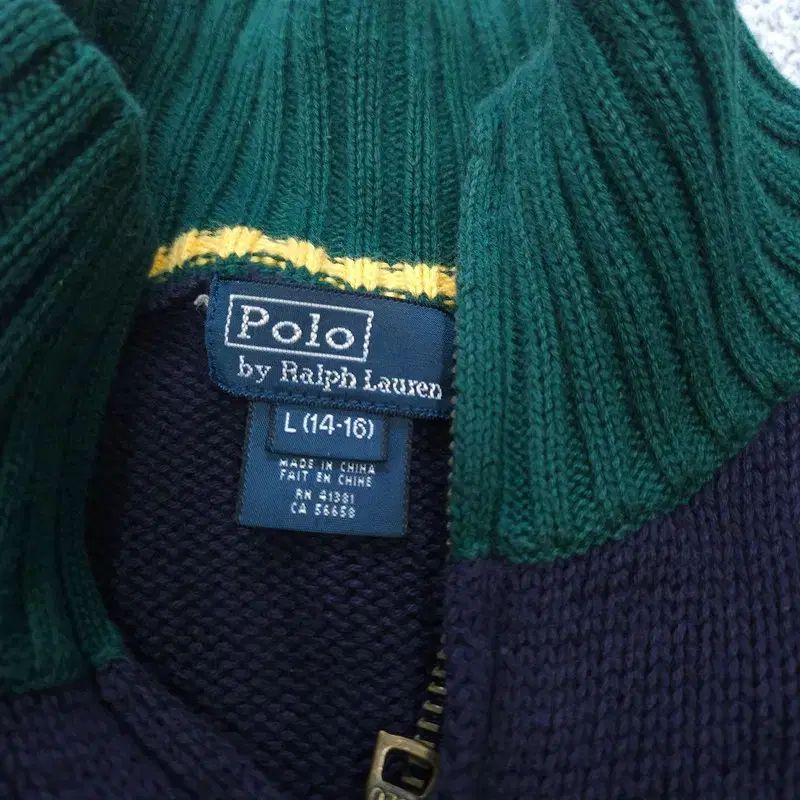 Polo
by Ralph Lauren
L (14-16)
MADE IN CHINA
FAIT EN CHINE
RN 41381
CA 56658